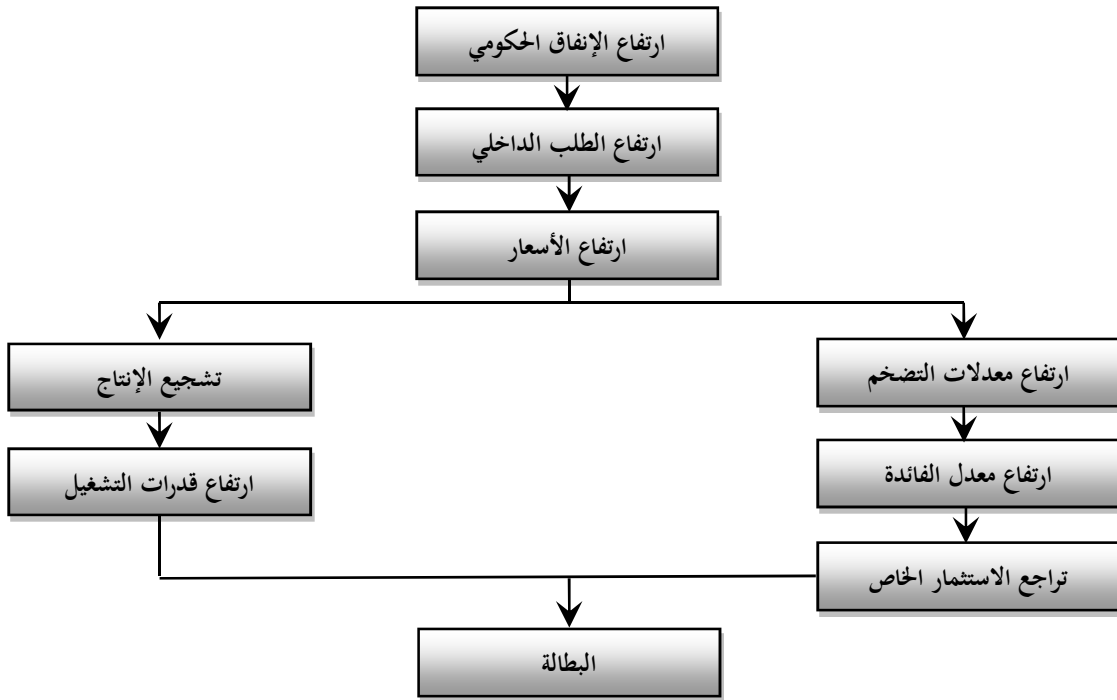 ارتفاع الإنفاق الحكومي
ارتفاع الطلب الداخلي
ارتفاع الأسعار
ارتفاع معدلات التضخم
تشجيع الإنتاج
ارتفاع معدل الفائدة
ارتفاع قدرات التشغيل
تراجع الاستثمار الخاص
البطالة